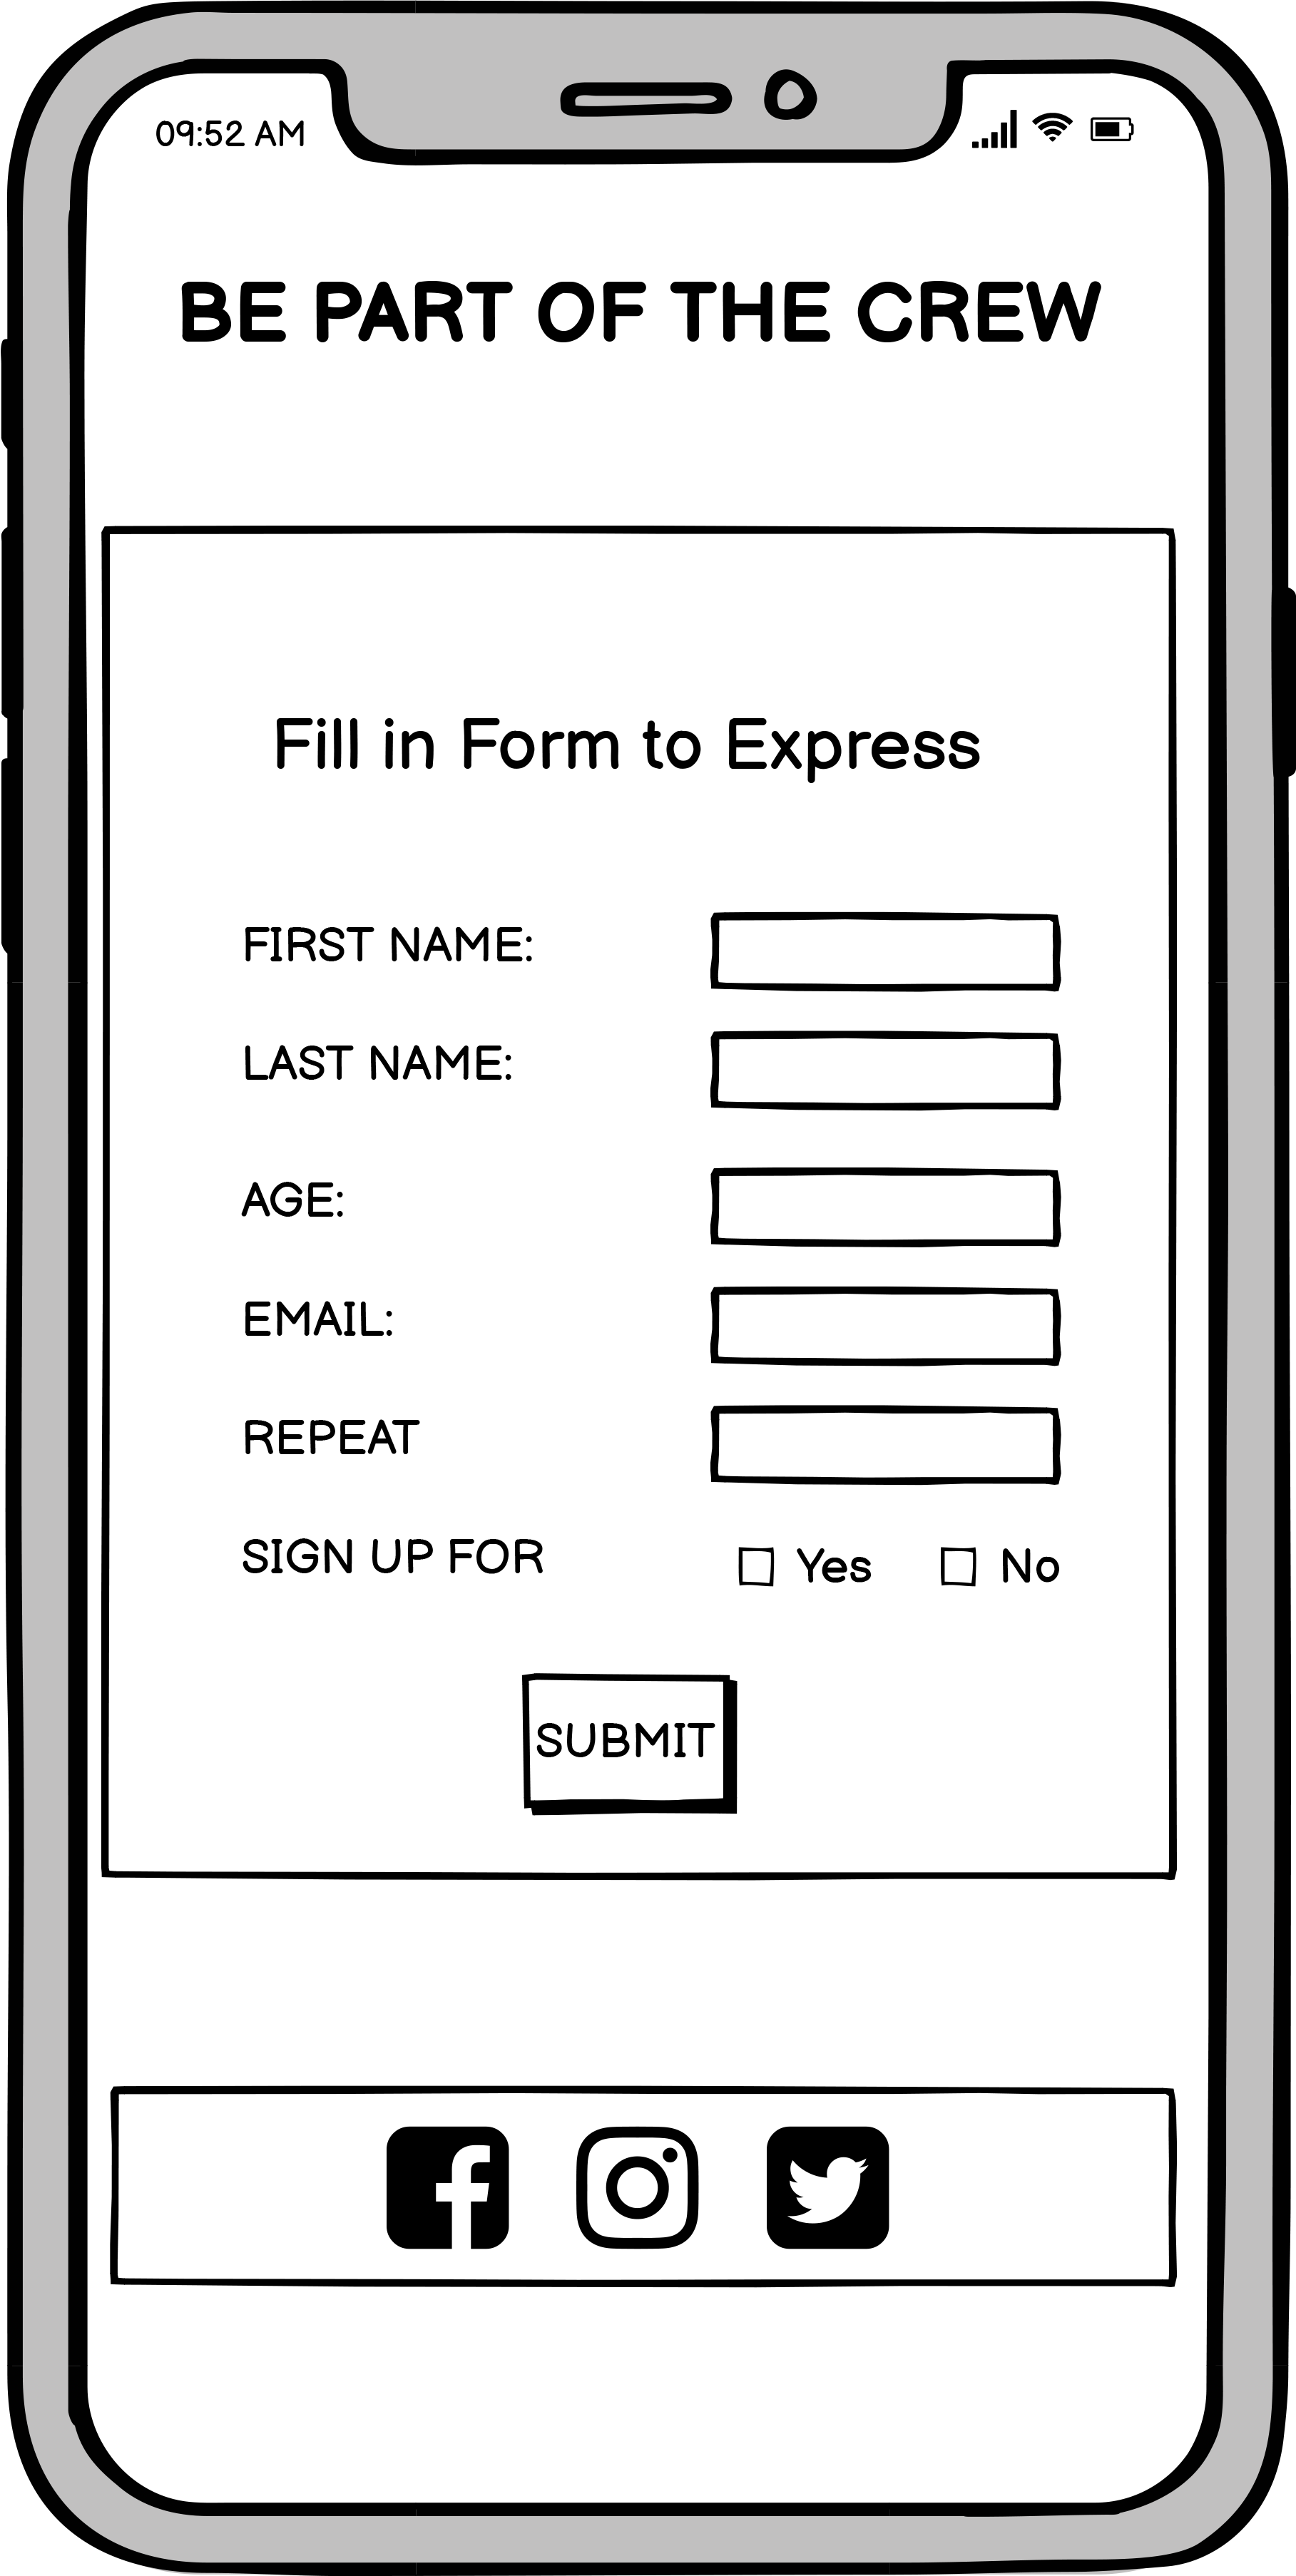 09:52 AM
BE PART OF THE CREW
Fill in Form to Express
FIRST NAME:
LAST NAME:
AGE:
EMAIL:
REPEAT
SIGN UP FOR Yes No
SUBMIT